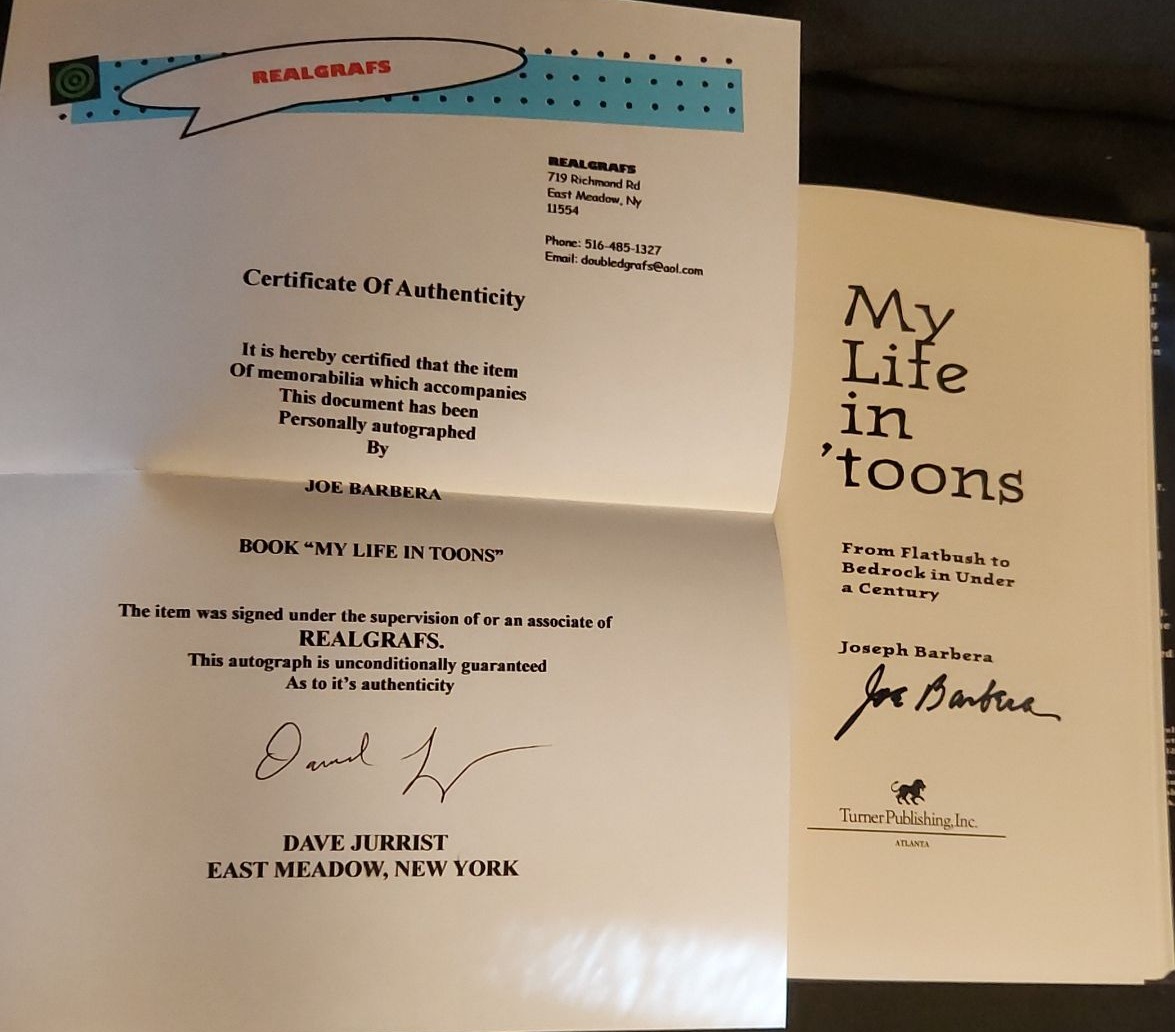 REALGRAFS
REALGRAFS
719 Richmond Rd
East Meadow, Ny
11554
Phone: 516-485-1327
Email: doubledgrafs@aol.com
Certificate Of Authenticity
It is hereby certified that the item
Of memorabilia which accompanies
This document has been
Personally autographed
By
JOE BARBERA
BOOK “MY LIFE IN TOONS”
The item was signed under the supervision of or an associate of
REALGRAFS.
This autograph is unconditionally guaranteed
As to it’s authenticity
DAVE JURRIST
EAST MEADOW, NEW YORK
My
Life
in
’toons
From Flatbush to
Bedrock in Under
a Century
Joseph Barbera
Joe Barbera
Turner Publishing, Inc.
ATLANTA